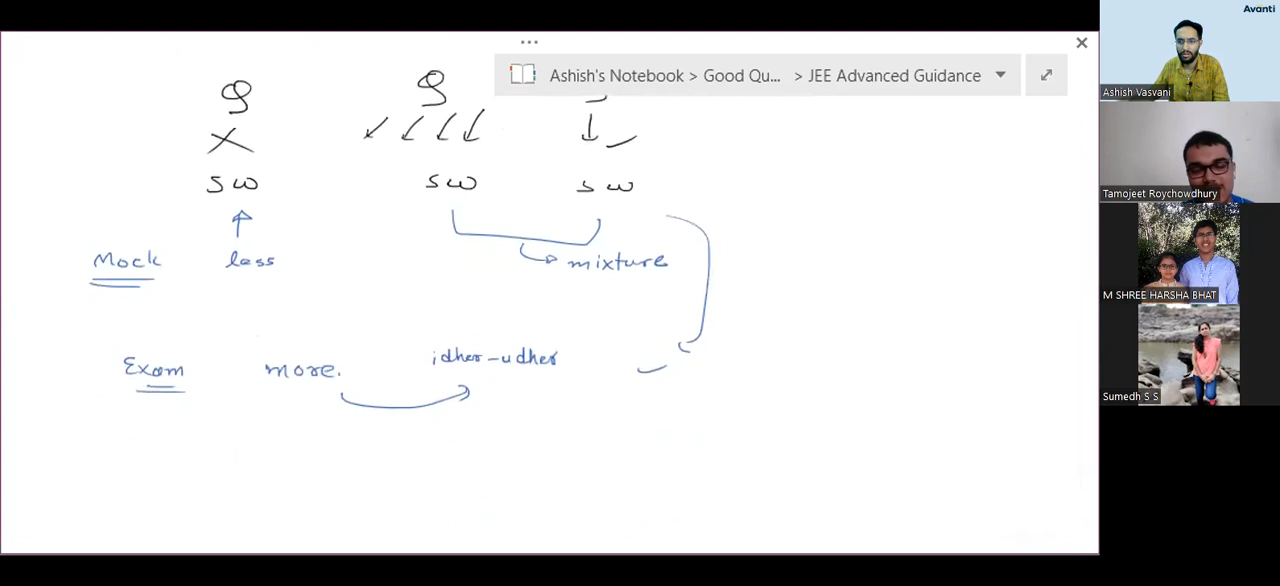 Avanti
Ashish's Notebook > Good Qu... > JEE Advanced Guidance
Ashish Vasvani
Tamojeet Roychowdhury
sw sw sw
Mock less mixture
M SHREE HARSHA BHAT
Exam more. idher-udher
Sumedh S S